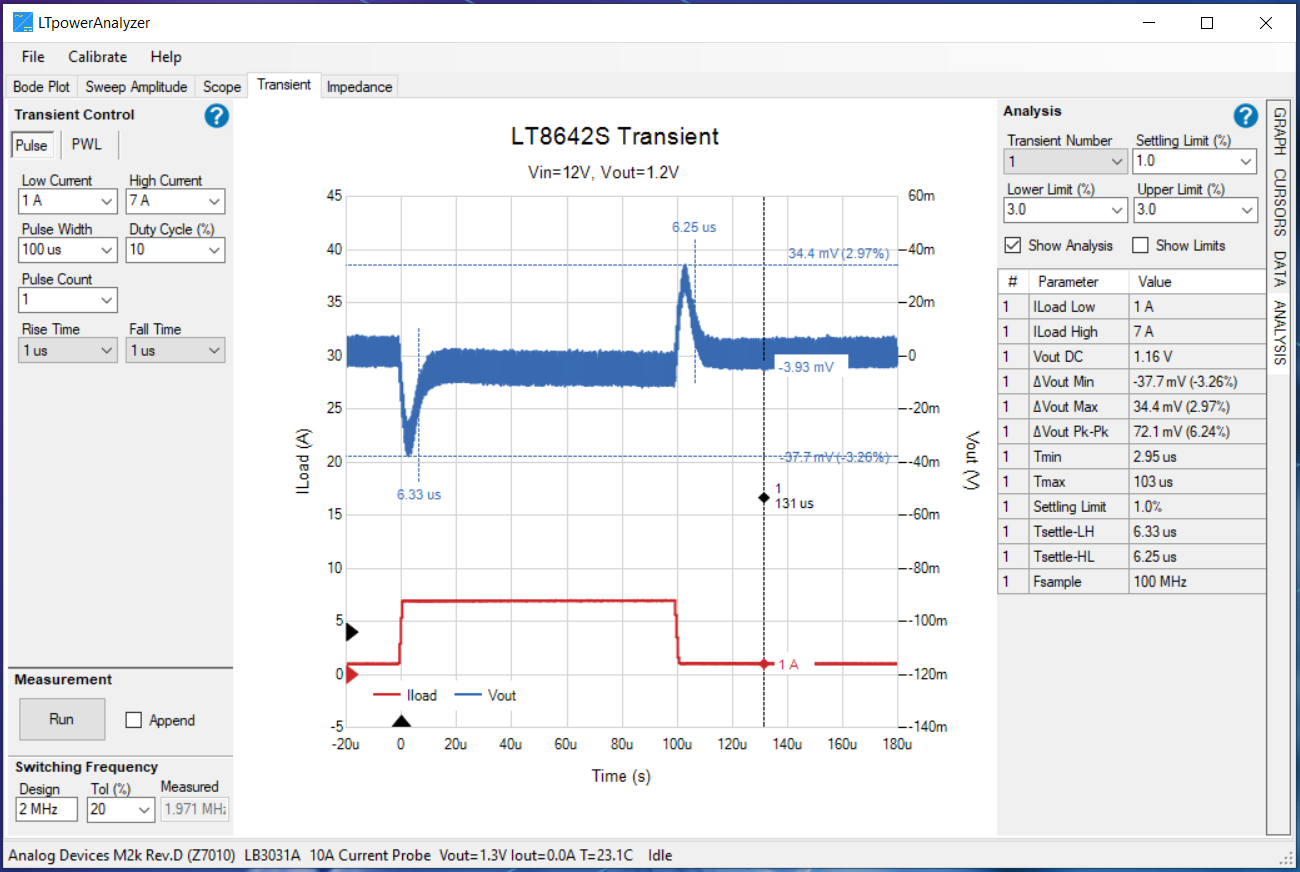 LTpowerAnalyzer
File Calibrate Help
Bode Plot Sweep Amplitude Scope Transient Impedance
Transient Control
?
Pulse PWL
Low Current High Current
1 A 7 A
Pulse Width Duty Cycle (%)
100 us 10
Pulse Count
1
Rise Time Fall Time
1 us 1 us
Measurement
Run Append
Switching Frequency
Design Tol (%) Measured
2 MHz 20 1.971 MHz
LT8642S Transient
Vin=12V, Vout=1.2V
45 60m
6.25 us
40 34.4 mV (2.97%) 40m
35 20m
30 0
-3.93 mV
25 -20m
ILoad (A)
Vout (V)
20 -37.7 mV (-3.26%) -40m
6.33 us
1
131 us
15 -60m
10 -80m
5 -100m
1 A
0 -120m
Iload Vout
-5 -140m
-20u 0 20u 40u 60u 80u 100u 120u 140u 160u 180u
Time (s)
Analysis
?
Transient Number Settling Limit (%)
1 1.0
Lower Limit (%) Upper Limit (%)
3.0 3.0
Show Analysis Show Limits
# Parameter Value
1 ILoad Low 1 A
1 ILoad High 7 A
1 Vout DC 1.16 V
1 ΔVout Min -37.7 mV (-3.26%)
1 ΔVout Max 34.4 mV (2.97%)
1 ΔVout Pk-Pk 72.1 mV (6.24%)
1 Tmin 2.95 us
1 Tmax 103 us
1 Settling Limit 1.0%
1 Tsettle-LH 6.33 us
1 Tsettle-HL 6.25 us
1 Fsample 100 MHz
GRAPH CURSORS DATA ANALYSIS
Analog Devices M2k Rev.D (Z7010) LB3031A 10A Current Probe Vout=1.3V Iout=0.0A T=23.1C Idle